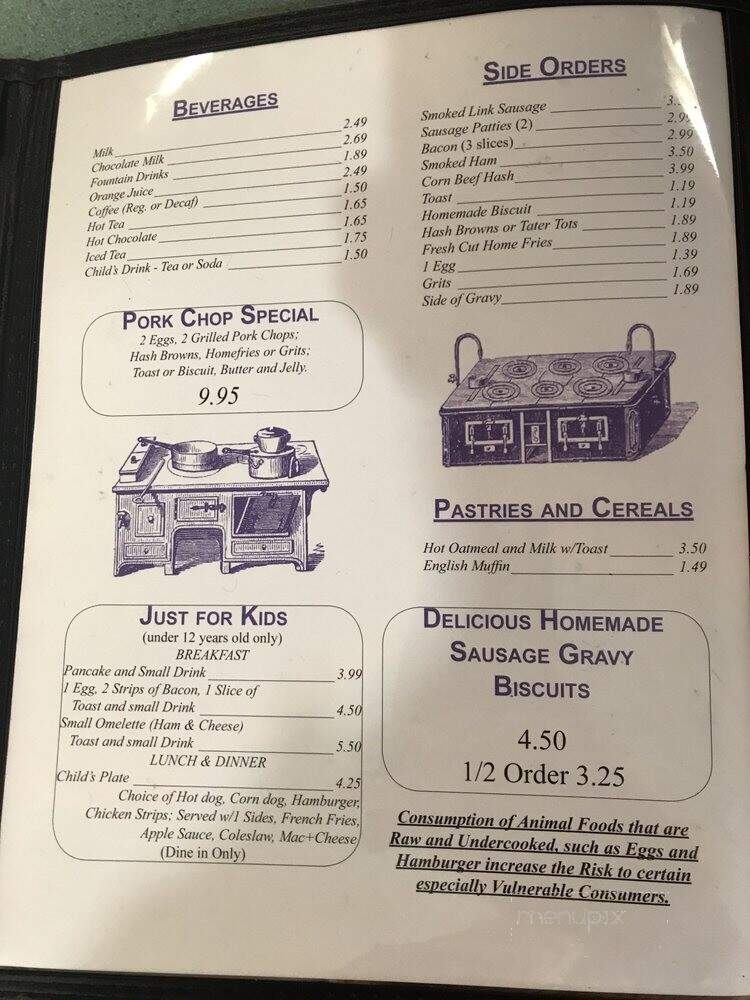 BEVERAGES
Milk 2.49
Chocolate Milk 2.69
Fountain Drinks 1.89
Orange Juice 2.49
Coffee (Reg. or Decaf) 1.50
Hot Tea 1.65
Hot Chocolate 1.65
Iced Tea 1.75
Child's Drink - Tea or Soda 1.50
PORK CHOP SPECIAL
2 Eggs, 2 Grilled Pork Chops;
Hash Browns, Homefries or Grits;
Toast or Biscuit, Butter and Jelly.
9.95
JUST FOR KIDS
(under 12 years old only)
BREAKFAST
Pancake and Small Drink 3.99
1 Egg, 2 Strips of Bacon, 1 Slice of
Toast and small Drink 4.50
Small Omelette (Ham & Cheese)
Toast and small Drink 5.50
LUNCH & DINNER
Child's Plate 4.25
Choice of Hot dog, Corn dog, Hamburger,
Chicken Strips; Served w/1 Sides, French Fries,
Apple Sauce, Coleslaw, Mac+Cheese
(Dine in Only)
SIDE ORDERS
Smoked Link Sausage
Sausage Patties (2) 2.99
Bacon (3 slices) 2.99
Smoked Ham 3.50
Corn Beef Hash 3.99
Toast 1.19
Homemade Biscuit 1.19
Hash Browns or Tater Tots 1.89
Fresh Cut Home Fries 1.89
1 Egg 1.39
Grits 1.69
Side of Gravy 1.89
PASTRIES AND CEREALS
Hot Oatmeal and Milk w/Toast 3.50
English Muffin 1.49
DELICIOUS HOMEMADE
SAUSAGE GRAVY
BISCUITS
4.50
1/2 Order 3.25
Consumption of Animal Foods that are
Raw and Undercooked, such as Eggs and
Hamburger increase the Risk to certain
especially Vulnerable Consumers.
menupix